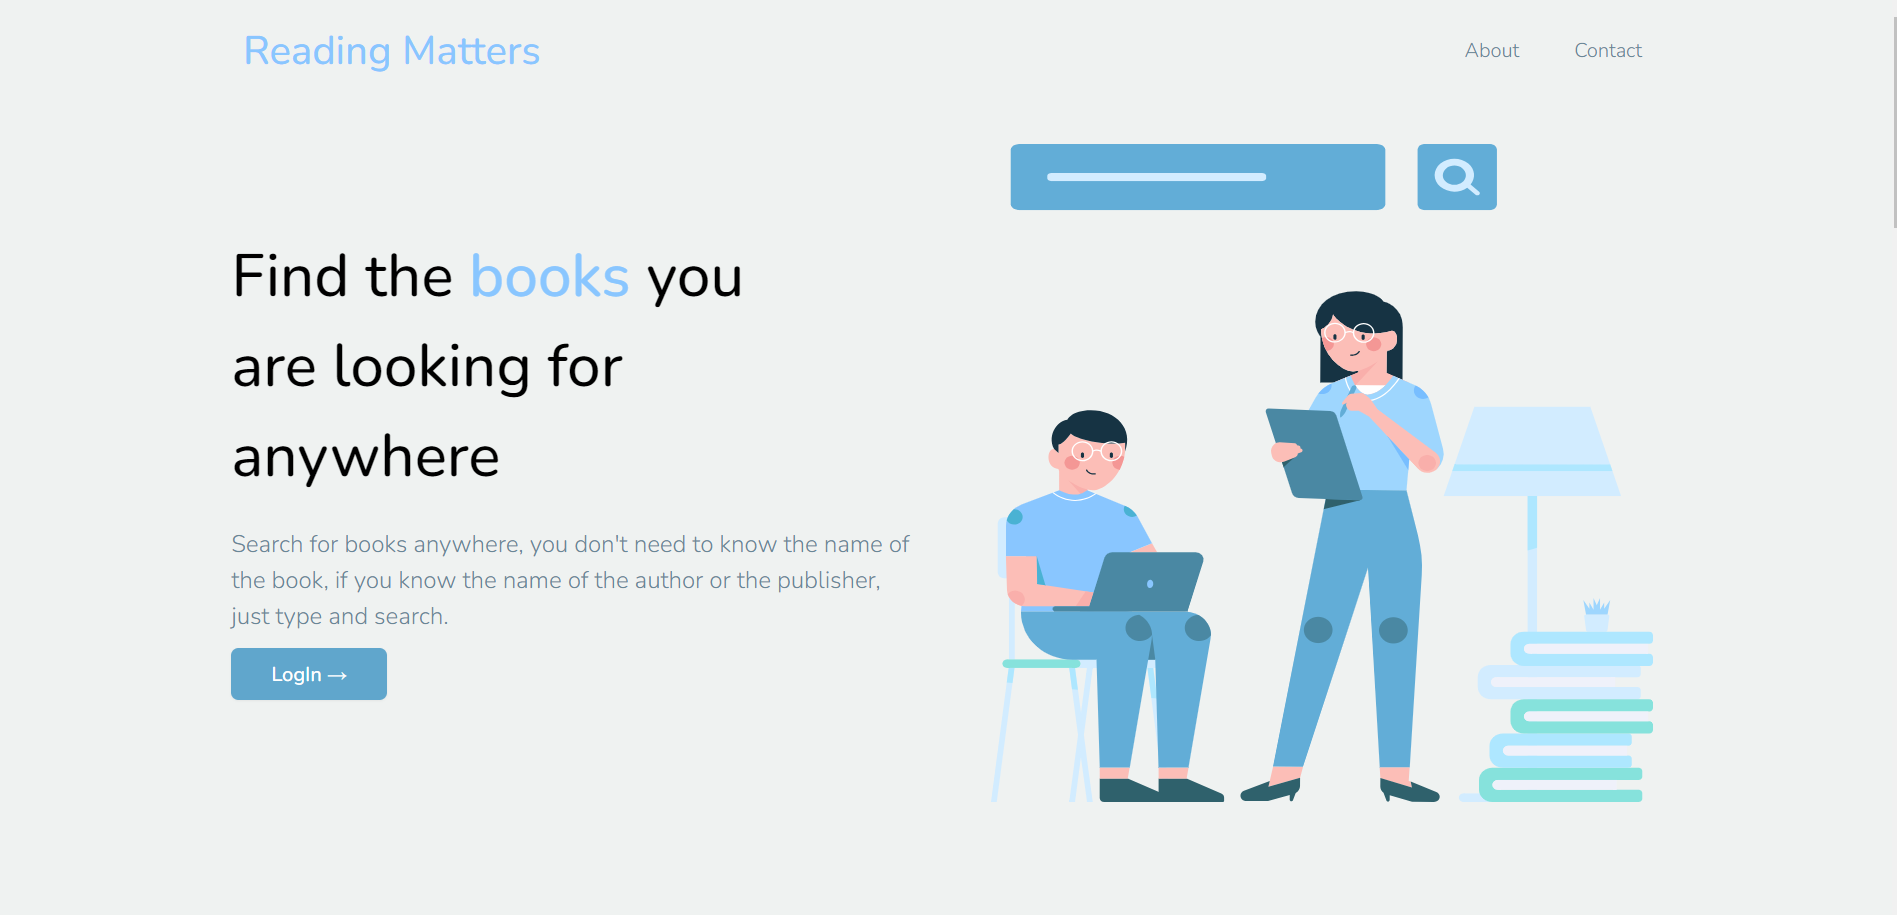 Reading Matters
About
Contact
Find the books you
are looking for
anywhere
Search for books anywhere, you don't need to know the name of
the book, if you know the name of the author or the publisher,
just type and search.
LogIn →